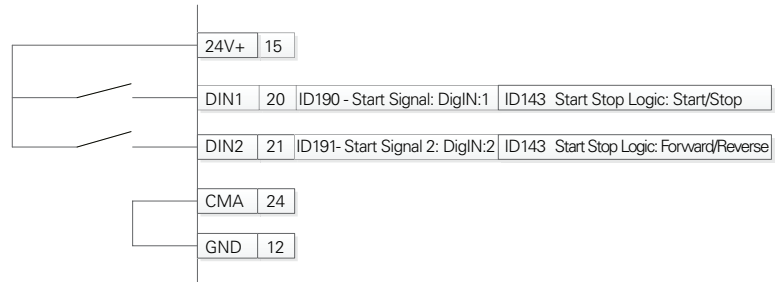 24V+ 15
DIN1 20 ID190 - Start Signal: DigIN:1 ID143 Start Stop Logic: Start/Stop
DIN2 21 ID191- Start Signal 2: DigIN:2 ID143 Start Stop Logic: Forward/Reverse
CMA 24
GND 12